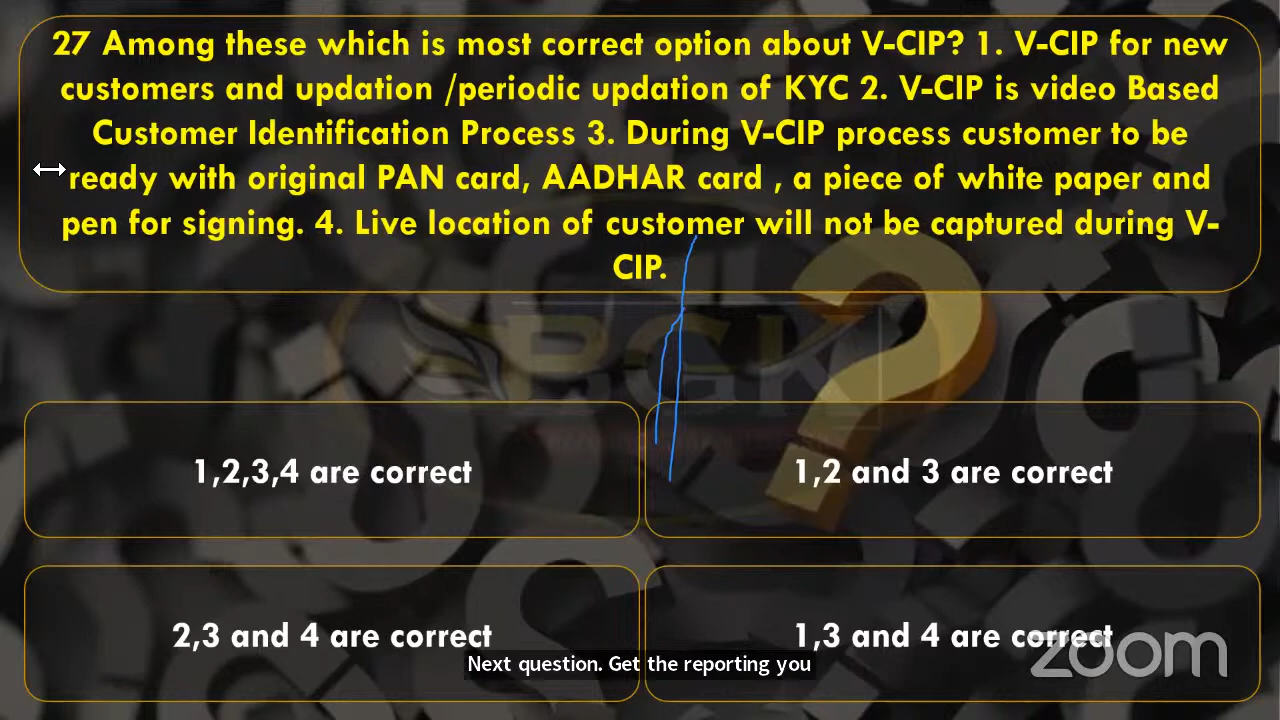 27 Among these which is most correct option about V-CIP? 1. V-CIP for new
customers and updation /periodic updation of KYC 2. V-CIP is video Based
Customer Identification Process 3. During V-CIP process customer to be
ready with original PAN card, AADHAR card , a piece of white paper and
pen for signing. 4. Live location of customer will not be captured during V-
CIP.
BGK
1,2,3,4 are correct
1,2 and 3 are correct
2,3 and 4 are correct
1,3 and 4 are correct
zoom
Next question. Get the reporting you